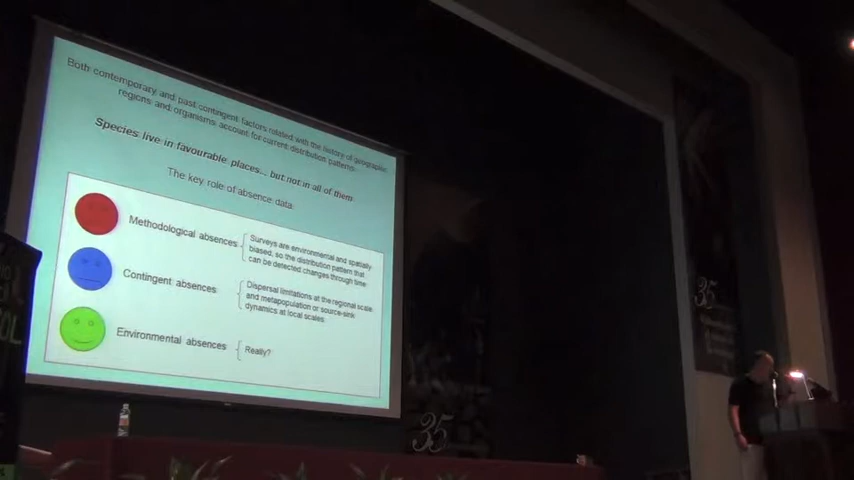 Both contemporary and past contingent factors related with the history of geographic
regions and organisms account for current distribution patterns.
Species live in favourable places... but not in all of them
The key role of absence data.
Methodological absences
Surveys are environmental and spatially
biased, so the distribution pattern that
can be detected changes through time
Contingent absences
Dispersal limitations at the regional scale
and metapopulation or source-sink
dynamics at local scales
Environmental absences
Really?
35
35